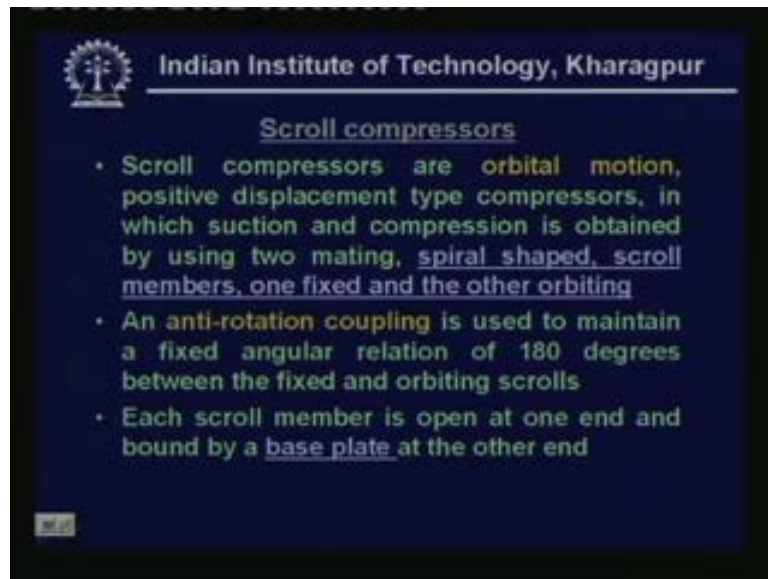 Indian Institute of Technology, Kharagpur
Scroll compressors
• Scroll compressors are orbital motion,
positive displacement type compressors, in
which suction and compression is obtained
by using two mating, spiral shaped, scroll
members, one fixed and the other orbiting
• An anti-rotation coupling is used to maintain
a fixed angular relation of 180 degrees
between the fixed and orbiting scrolls
• Each scroll member is open at one end and
bound by a base plate at the other end